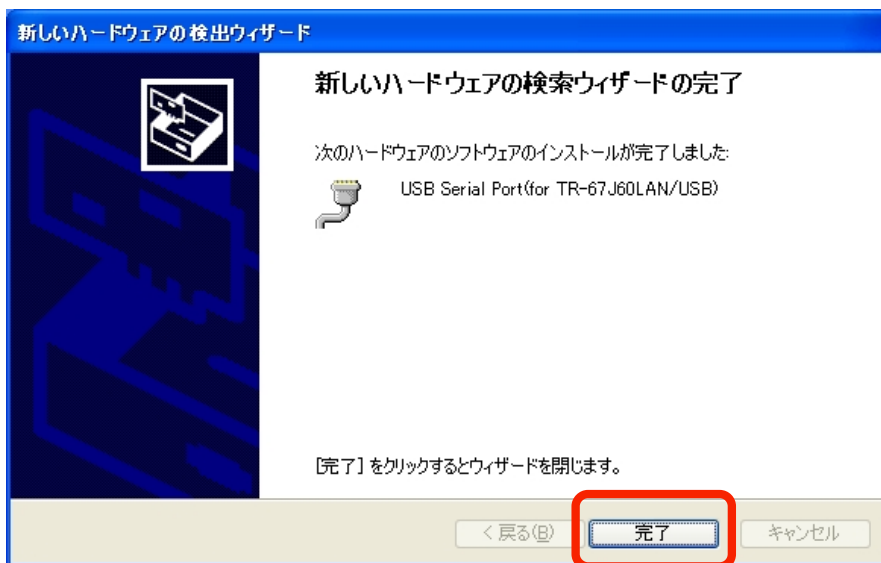 新しいハードウェアの検出ウィザード
新しいハードウェアの検索ウィザードの完了
次のハードウェアのソフトウェアのインストールが完了しました:
USB Serial Port(for TR-67J60LAN/USB)
[完了] をクリックするとウィザードを閉じます。
< 戻る(B)
完了
キャンセル